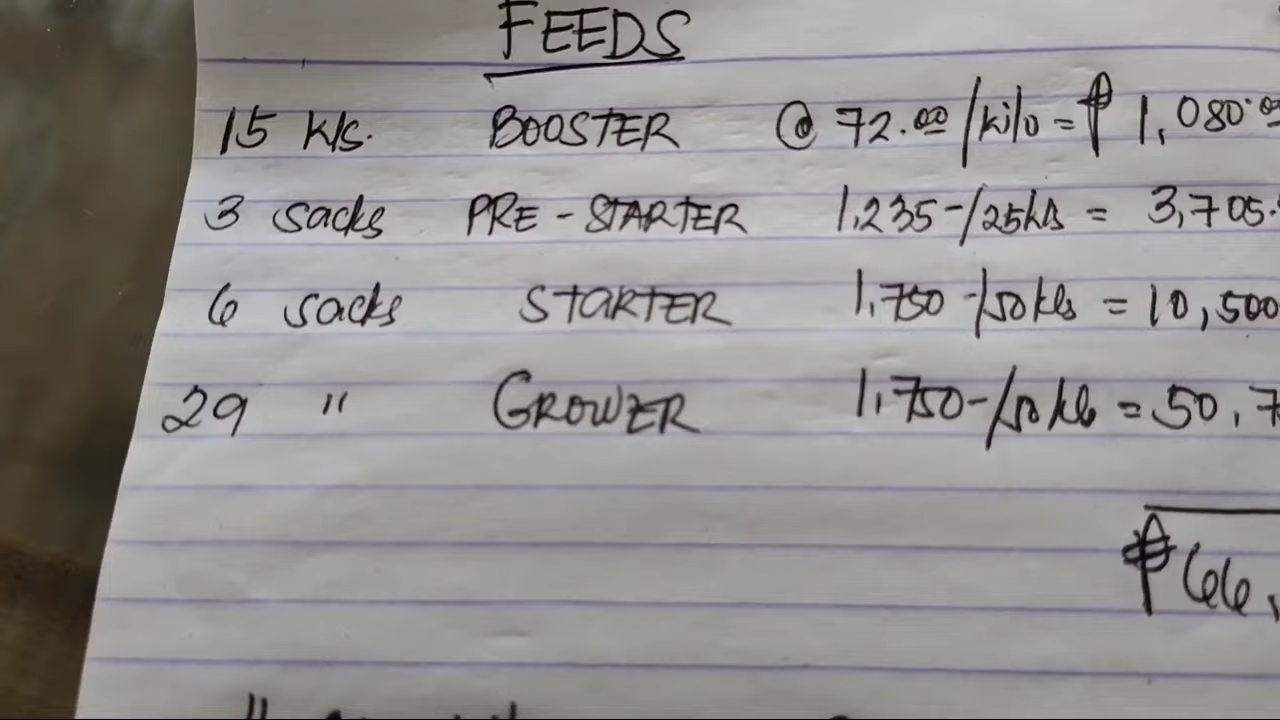 FEEDS
15 kls. BOOSTER @ 72.00/kilo = ₱ 1,080.00
3 sacks PRE-STARTER 1,235-/25kls = 3,705.
6 sacks STARTER 1,750-/50kls = 10,500
29 " GROWER 1,750-/50kls = 50,7
₱66,